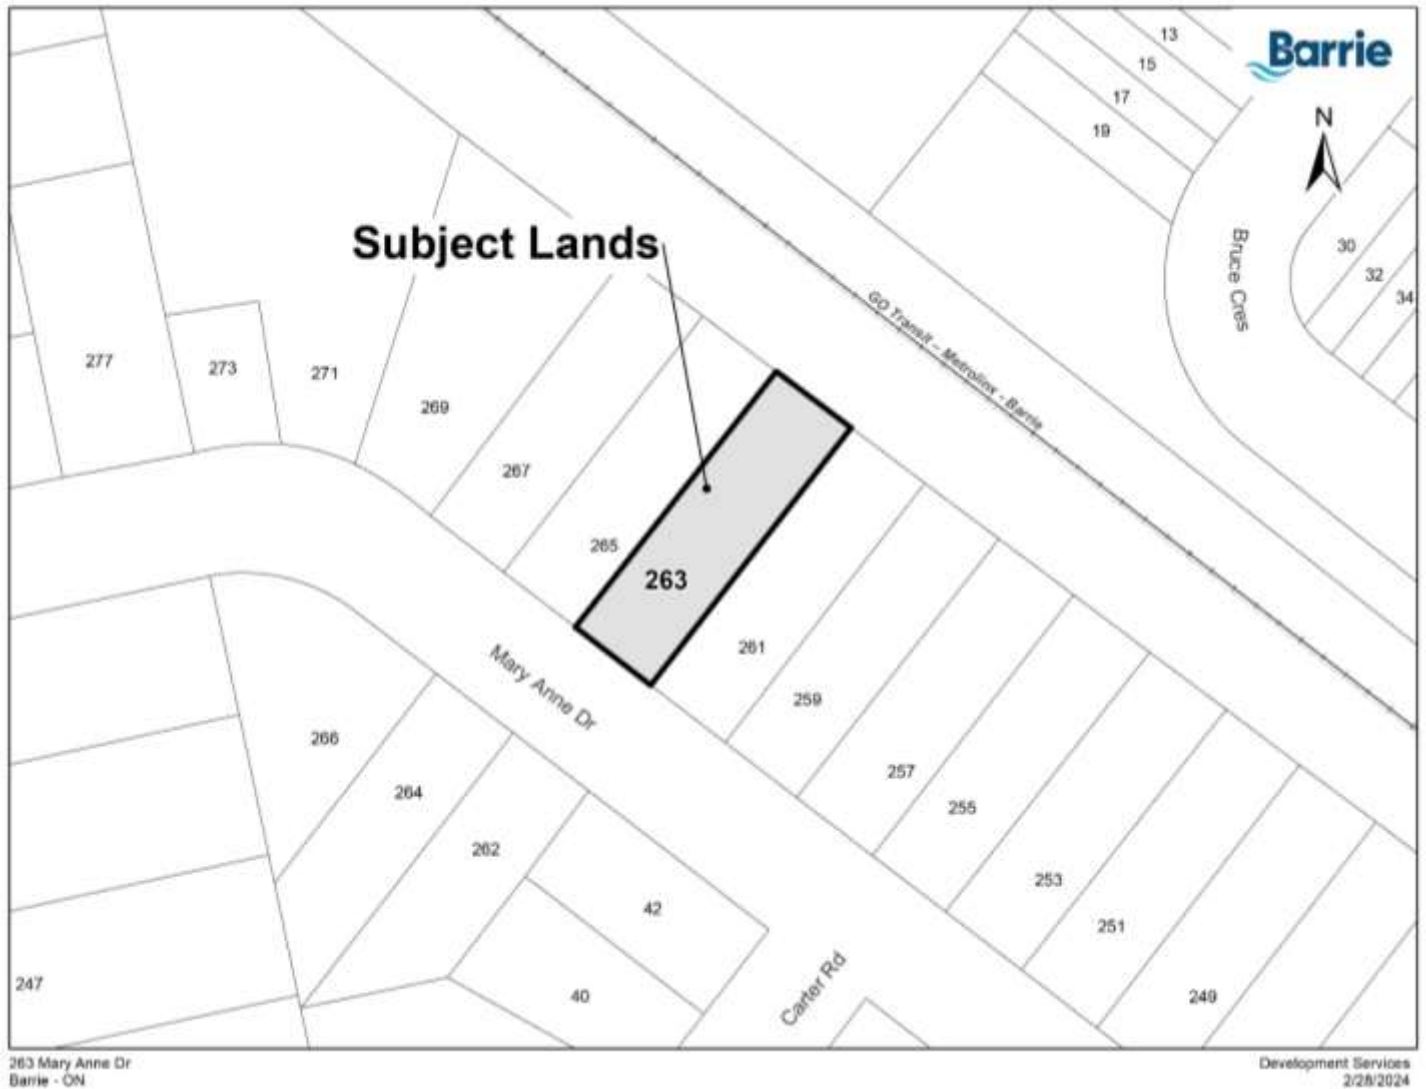 13
Barrie
15
17
N
19
Subject Lands
Bruce Cres
30
32
34
GO Transit – Metrolinx - Barrie
277
273
271
269
267
265
263
261
259
Mary Anne Dr
266
264
262
257
255
253
251
249
42
40
Carter Rd
247
263 Mary Anne Dr
Barrie - ON
Development Services
2/28/2024